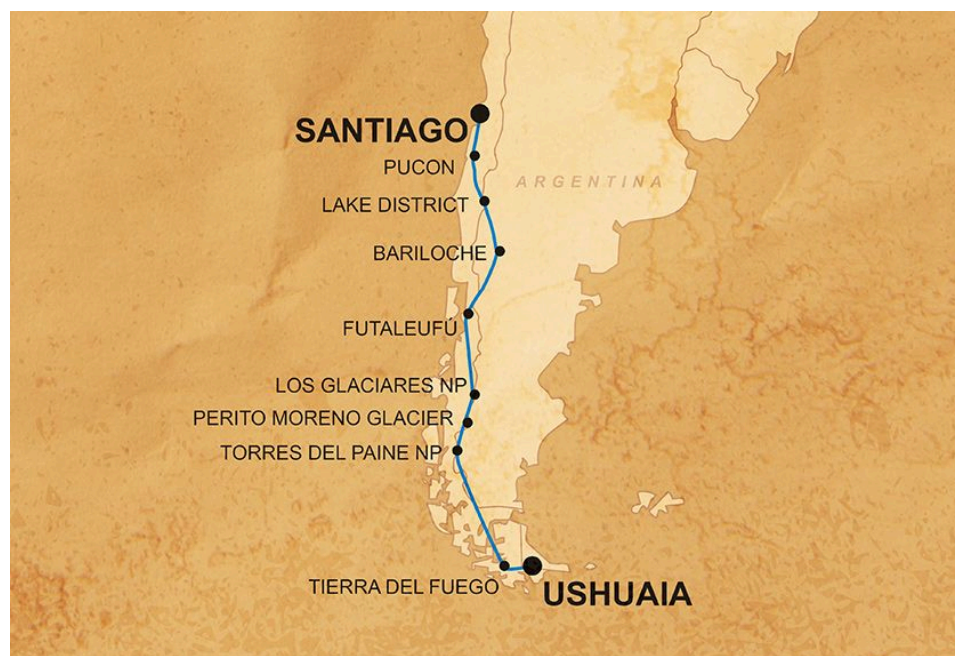 SANTIAGO
PUCON
ARGENTINA
LAKE DISTRICT
BARILOCHE
FUTALEUFÚ
LOS GLACIARES NP
PERITO MORENO GLACIER
TORRES DEL PAINE NP
TIERRA DEL FUEGO
USHUAIA